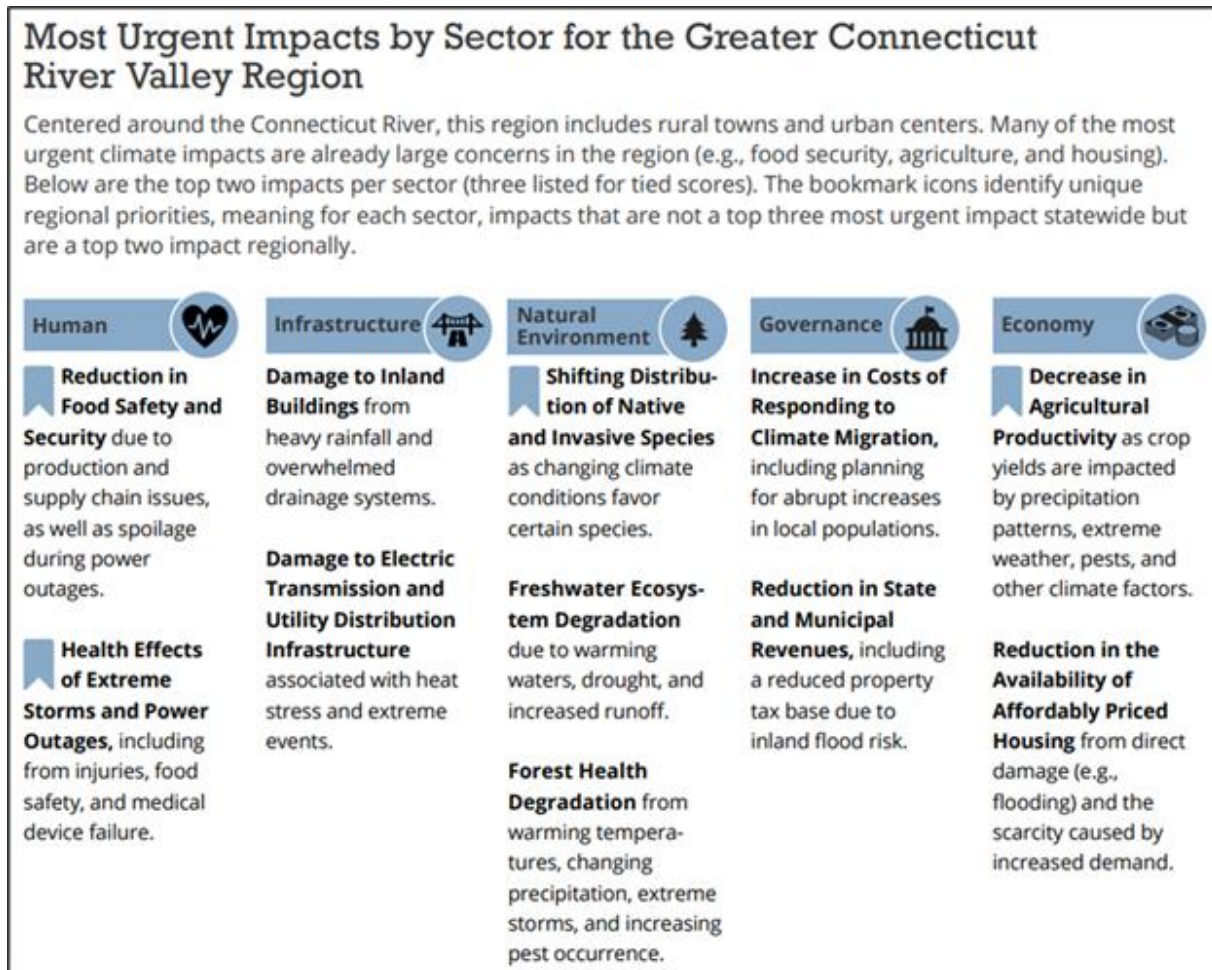 Most Urgent Impacts by Sector for the Greater Connecticut
River Valley Region
Centered around the Connecticut River, this region includes rural towns and urban centers. Many of the most
urgent climate impacts are already large concerns in the region (e.g., food security, agriculture, and housing).
Below are the top two impacts per sector (three listed for tied scores). The bookmark icons identify unique
regional priorities, meaning for each sector, impacts that are not a top three most urgent impact statewide but
are a top two impact regionally.
Human
Reduction in
Food Safety and
Security due to
production and
supply chain issues,
as well as spoilage
during power
outages.
Health Effects
of Extreme
Storms and Power
Outages, including
from injuries, food
safety, and medical
device failure.
Infrastructure
Damage to Inland
Buildings from
heavy rainfall and
overwhelmed
drainage systems.
Damage to Electric
Transmission and
Utility Distribution
Infrastructure
associated with heat
stress and extreme
events.
Natural
Environment
Shifting Distribu-
tion of Native
and Invasive Species
as changing climate
conditions favor
certain species.
Freshwater Ecosys-
tem Degradation
due to warming
waters, drought, and
increased runoff.
Forest Health
Degradation from
warming tempera-
tures, changing
precipitation, extreme
storms, and increasing
pest occurrence.
Governance
Increase in Costs of
Responding to
Climate Migration,
including planning
for abrupt increases
in local populations.
Reduction in State
and Municipal
Revenues, including
a reduced property
tax base due to
inland flood risk.
Economy
Decrease in
Agricultural
Productivity as crop
yields are impacted
by precipitation
patterns, extreme
weather, pests, and
other climate factors.
Reduction in the
Availability of
Affordably Priced
Housing from direct
damage (e.g.,
flooding) and the
scarcity caused by
increased demand.